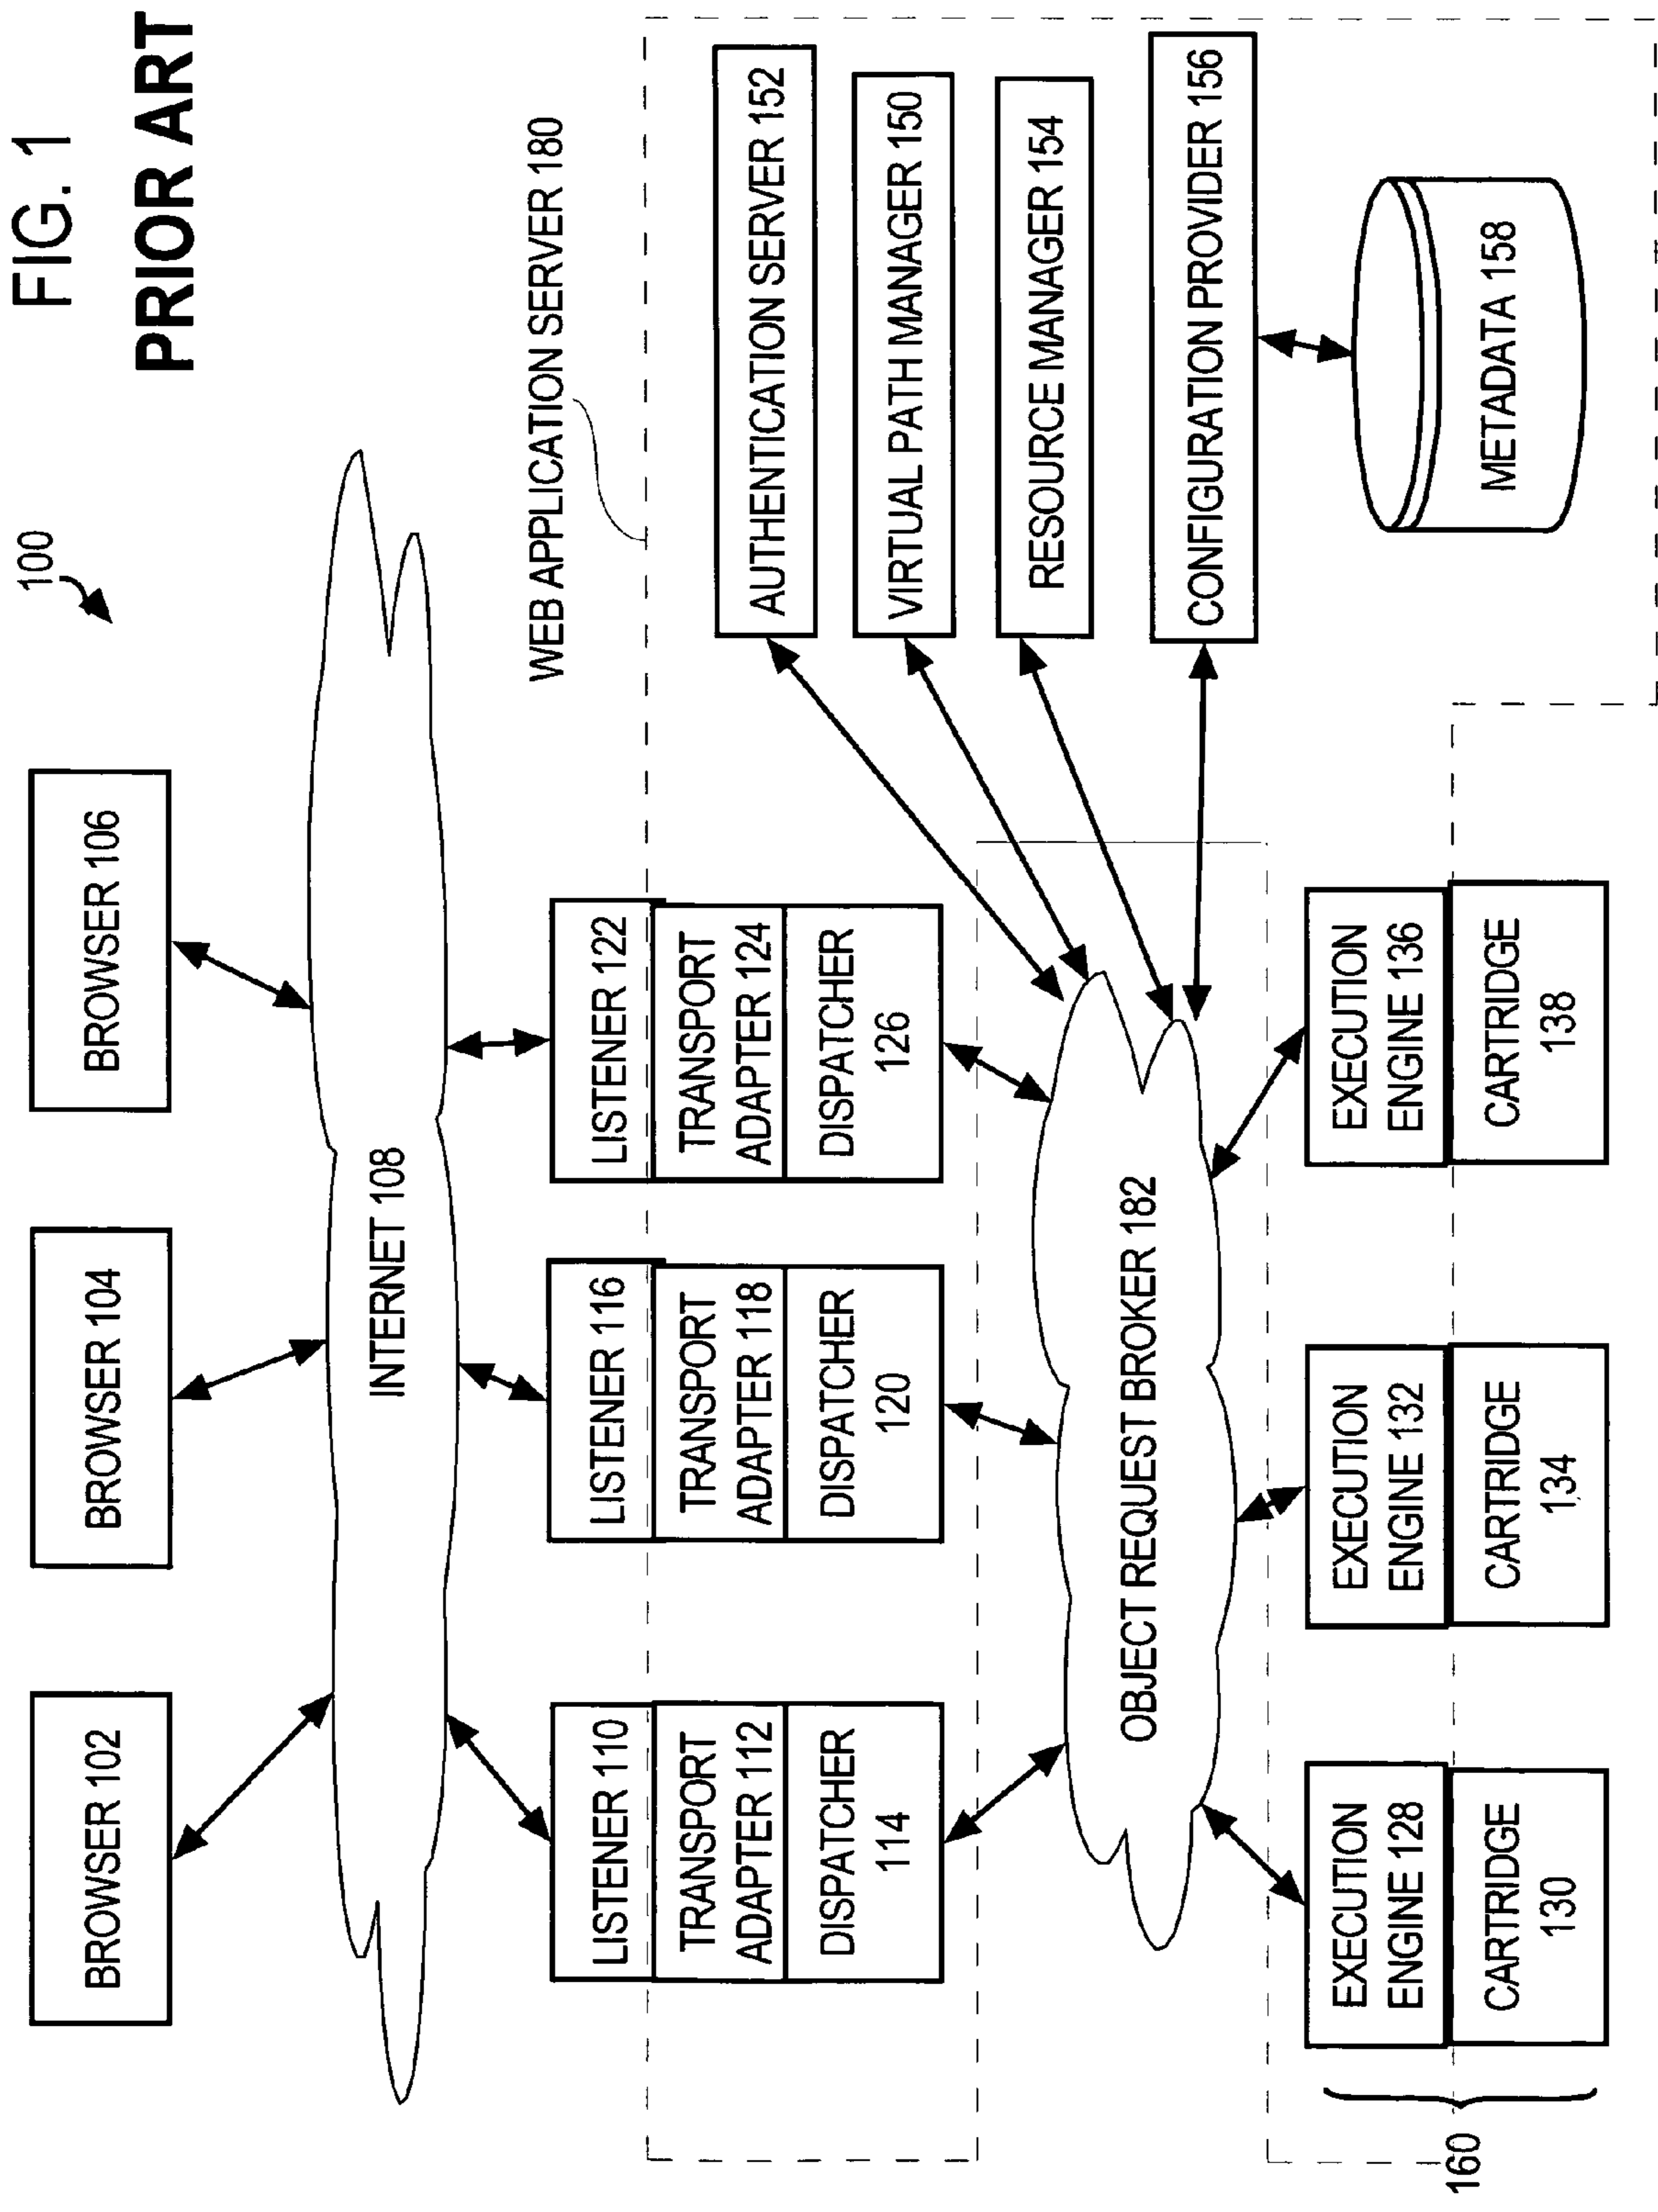 FIG. 1
PRIOR ART
100
BROWSER 102
BROWSER 104
BROWSER 106
INTERNET 108
WEB APPLICATION SERVER 180
LISTENER 110
TRANSPORT
ADAPTER 112
DISPATCHER
114
LISTENER 116
TRANSPORT
ADAPTER 118
DISPATCHER
120
LISTENER 122
TRANSPORT
ADAPTER 124
DISPATCHER
126
AUTHENTICATION SERVER 152
VIRTUAL PATH MANAGER 150
RESOURCE MANAGER 154
CONFIGURATION PROVIDER 156
METADATA 158
OBJECT REQUEST BROKER 182
EXECUTION
ENGINE 128
CARTRIDGE
130
EXECUTION
ENGINE 132
CARTRIDGE
134
EXECUTION
ENGINE 136
CARTRIDGE
138
160